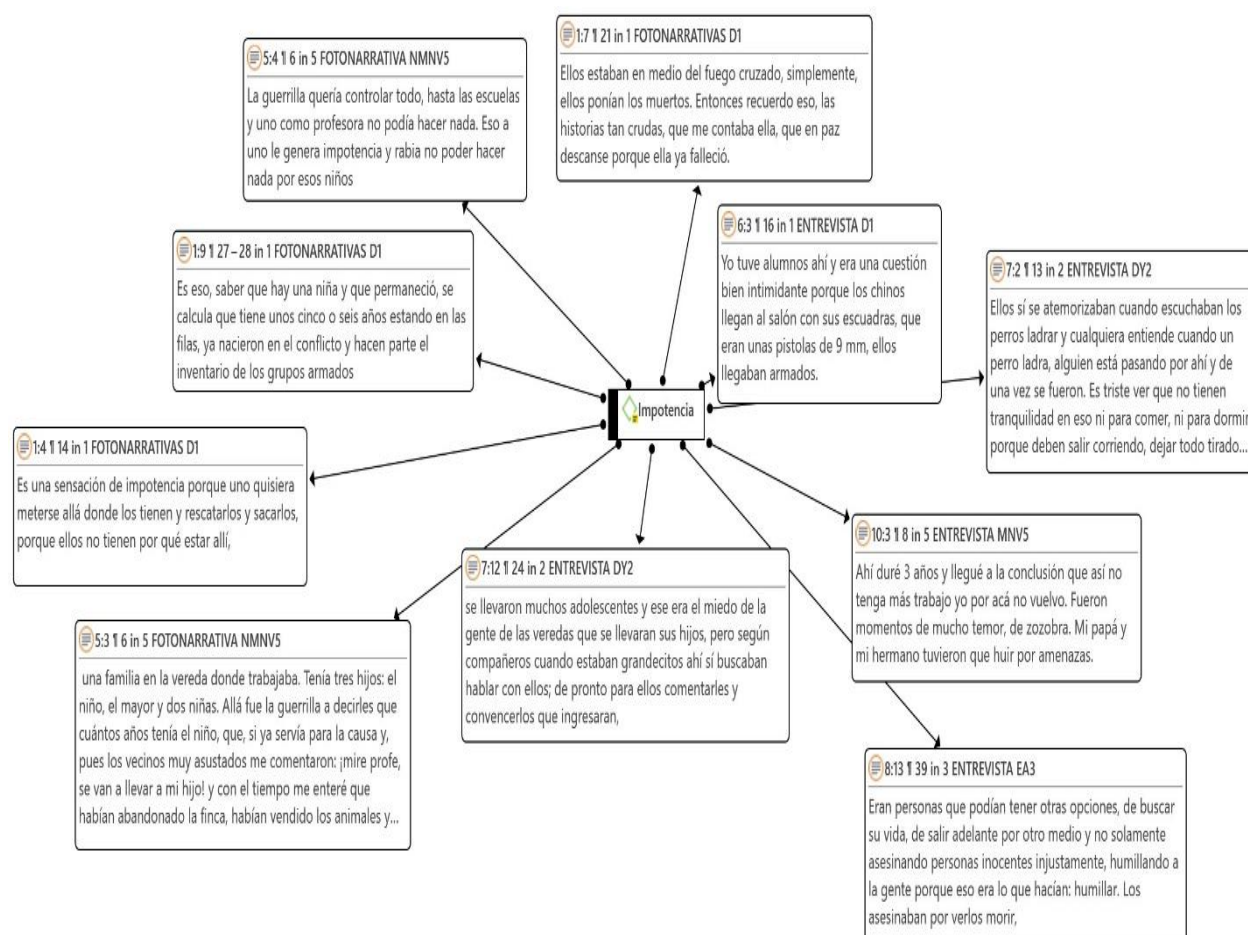 5:4 ¶ 6 in 5 FOTONARRATIVA NMNV5
La guerrilla quería controlar todo, hasta las escuelas
y uno como profesora no podía hacer nada. Eso a
uno le genera impotencia y rabia no poder hacer
nada por esos niños
1:7 ¶ 21 in 1 FOTONARRATIVAS D1
Ellos estaban en medio del fuego cruzado, simplemente,
ellos ponían los muertos. Entonces recuerdo eso, las
historias tan crudas, que me contaba ella, que en paz
descanse porque ella ya falleció.
1:9 ¶ 27 – 28 in 1 FOTONARRATIVAS D1
Es eso, saber que hay una niña y que permaneció, se
calcula que tiene unos cinco o seis años estando en las
filas, ya nacieron en el conflicto y hacen parte el
inventario de los grupos armados
6:3 ¶ 16 in 1 ENTREVISTA D1
Yo tuve alumnos ahí y era una cuestión
bien intimidante porque los chinos
llegan al salón con sus escuadras, que
eran unas pistolas de 9 mm, ellos
llegaban armados.
7:2 ¶ 13 in 2 ENTREVISTA DY2
Ellos sí se atemorizaban cuando escuchaban los
perros ladrar y cualquiera entiende cuando un
perro ladra, alguien está pasando por ahí y de
una vez se fueron. Es triste ver que no tienen
tranquilidad en eso ni para comer, ni para dormir
porque deben salir corriendo, dejar todo tirado...
Impotencia
1:4 ¶ 14 in 1 FOTONARRATIVAS D1
Es una sensación de impotencia porque uno quisiera
meterse allá donde los tienen y rescatarlos y sacarlos,
porque ellos no tienen por qué estar allí,
5:3 ¶ 6 in 5 FOTONARRATIVA NMNV5
una familia en la vereda donde trabajaba. Tenía tres hijos: el
niño, el mayor y dos niñas. Allá fue la guerrilla a decirles que
cuántos años tenía el niño, que, si ya servía para la causa y,
pues los vecinos muy asustados me comentaron: ¡mire profe,
se van a llevar a mi hijo! y con el tiempo me enteré que
habían abandonado la finca, habían vendido los animales y...
7:12 ¶ 24 in 2 ENTREVISTA DY2
se llevaron muchos adolescentes y ese era el miedo de la
gente de las veredas que se llevaran sus hijos, pero según
compañeros cuando estaban grandecitos ahí sí buscaban
hablar con ellos; de pronto para ellos comentarles y
convencerlos que ingresaran,
10:3 ¶ 8 in 5 ENTREVISTA MNV5
Ahí duré 3 años y llegué a la conclusión que así no
tenga más trabajo yo por acá no vuelvo. Fueron
momentos de mucho temor, de zozobra. Mi papá y
mi hermano tuvieron que huir por amenazas.
8:13 ¶ 39 in 3 ENTREVISTA EA3
Eran personas que podían tener otras opciones, de buscar
su vida, de salir adelante por otro medio y no solamente
asesinando personas inocentes injustamente, humillando a
la gente porque eso era lo que hacían: humillar. Los
asesinaban por verlos morir,